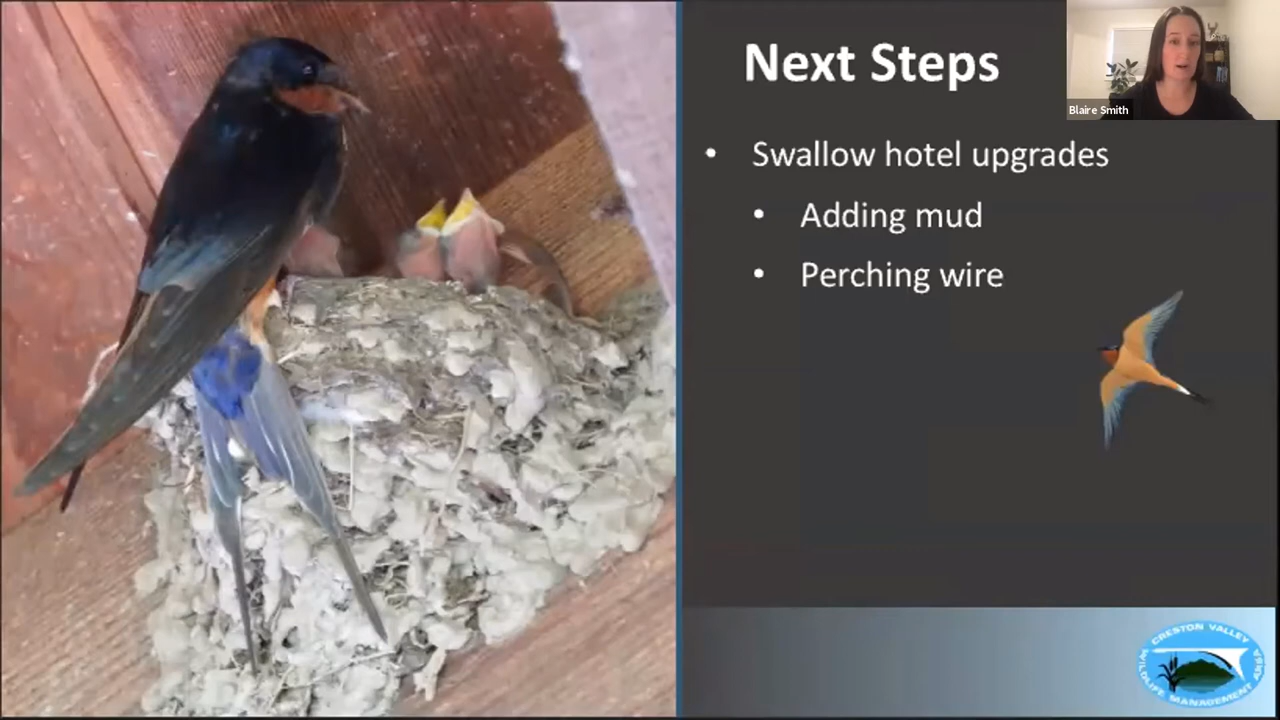 Next Steps
Blaire Smith
• Swallow hotel upgrades
• Adding mud
• Perching wire
CRESTON VALLEY
WILDLIFE MANAGEMENT AREA